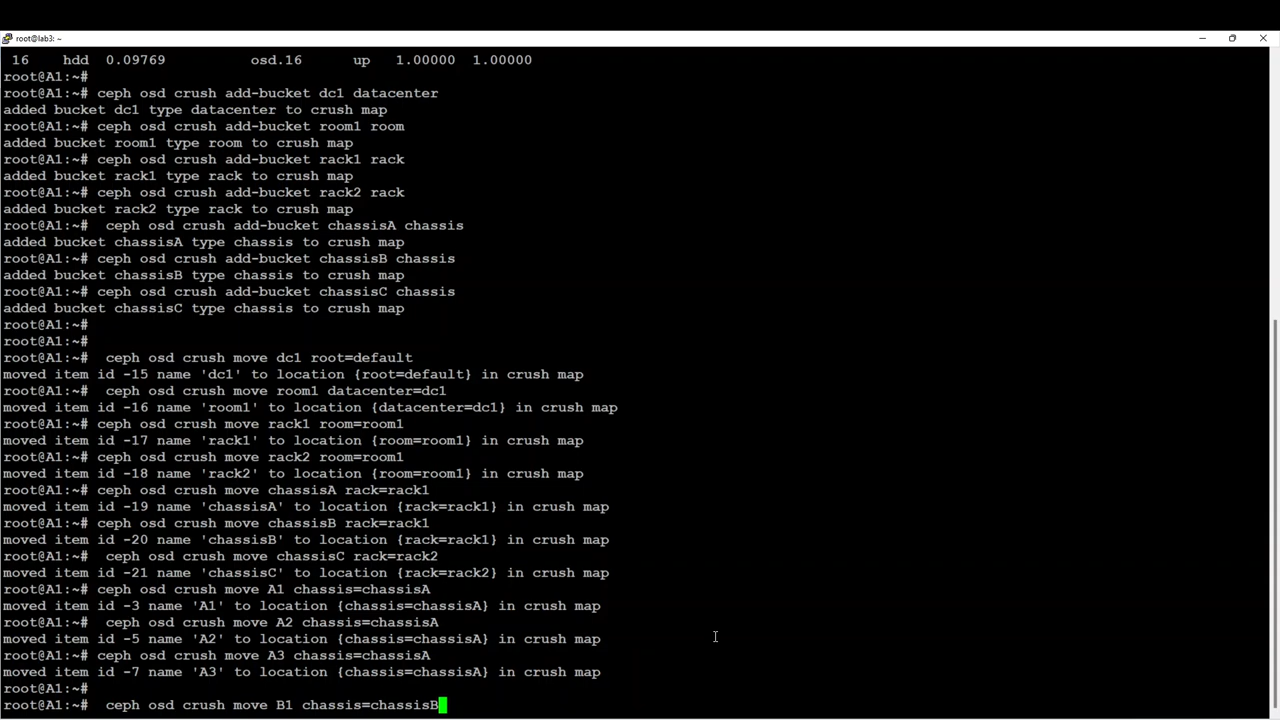 root@lab3: ~
16 hdd 0.09769 osd.16 up 1.00000 1.00000
root@A1:~#
root@A1:~# ceph osd crush add-bucket dc1 datacenter
added bucket dc1 type datacenter to crush map
root@A1:~# ceph osd crush add-bucket room1 room
added bucket room1 type room to crush map
root@A1:~# ceph osd crush add-bucket rack1 rack
added bucket rack1 type rack to crush map
root@A1:~# ceph osd crush add-bucket rack2 rack
added bucket rack2 type rack to crush map
root@A1:~#  ceph osd crush add-bucket chassisA chassis
added bucket chassisA type chassis to crush map
root@A1:~# ceph osd crush add-bucket chassisB chassis
added bucket chassisB type chassis to crush map
root@A1:~# ceph osd crush add-bucket chassisC chassis
added bucket chassisC type chassis to crush map
root@A1:~#
root@A1:~#
root@A1:~#  ceph osd crush move dc1 root=default
moved item id -15 name 'dc1' to location {root=default} in crush map
root@A1:~#  ceph osd crush move room1 datacenter=dc1
moved item id -16 name 'room1' to location {datacenter=dc1} in crush map
root@A1:~# ceph osd crush move rack1 room=room1
moved item id -17 name 'rack1' to location {room=room1} in crush map
root@A1:~# ceph osd crush move rack2 room=room1
moved item id -18 name 'rack2' to location {room=room1} in crush map
root@A1:~# ceph osd crush move chassisA rack=rack1
moved item id -19 name 'chassisA' to location {rack=rack1} in crush map
root@A1:~# ceph osd crush move chassisB rack=rack1
moved item id -20 name 'chassisB' to location {rack=rack1} in crush map
root@A1:~#  ceph osd crush move chassisC rack=rack2
moved item id -21 name 'chassisC' to location {rack=rack2} in crush map
root@A1:~# ceph osd crush move A1 chassis=chassisA
moved item id -3 name 'A1' to location {chassis=chassisA} in crush map
root@A1:~#  ceph osd crush move A2 chassis=chassisA
moved item id -5 name 'A2' to location {chassis=chassisA} in crush map
root@A1:~# ceph osd crush move A3 chassis=chassisA
moved item id -7 name 'A3' to location {chassis=chassisA} in crush map
root@A1:~#
root@A1:~#  ceph osd crush move B1 chassis=chassisB